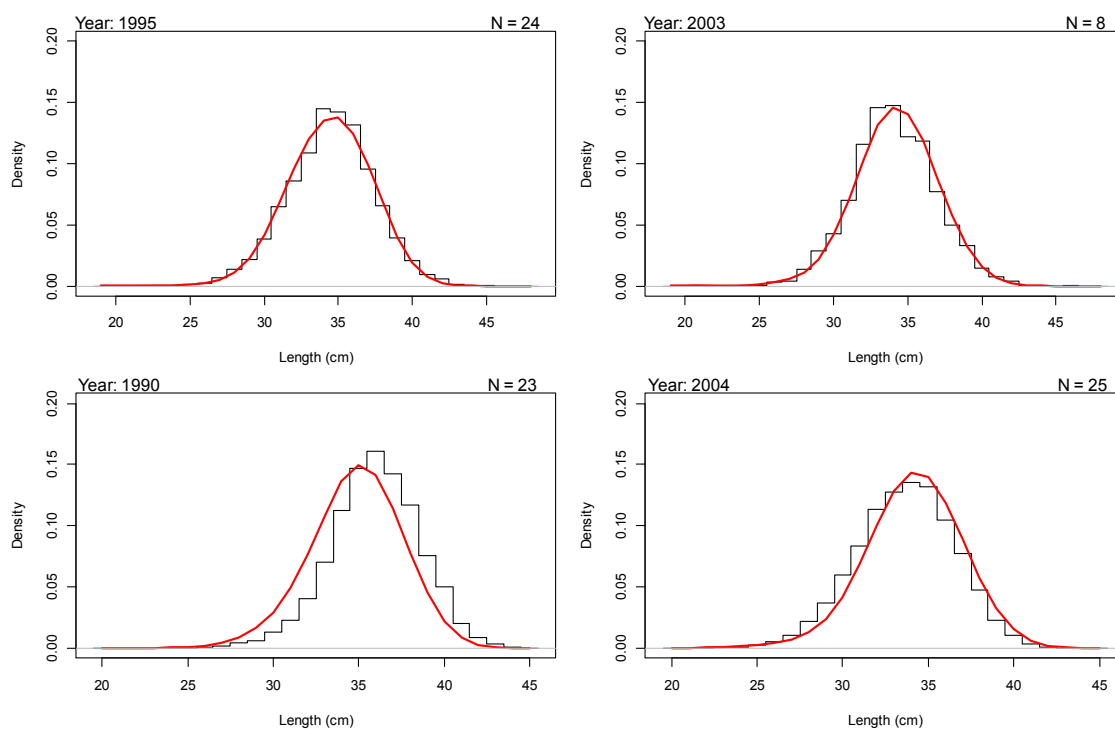 Year: 1995 N = 24
0.20
0.15
0.10
0.05
0.00
Density
20 25 30 35 40 45
Length (cm)
Year: 2003 N = 8
0.20
0.15
0.10
0.05
0.00
Density
20 25 30 35 40 45
Length (cm)
Year: 1990 N = 23
0.20
0.15
0.10
0.05
0.00
Density
20 25 30 35 40 45
Length (cm)
Year: 2004 N = 25
0.20
0.15
0.10
0.05
0.00
Density
20 25 30 35 40 45
Length (cm)